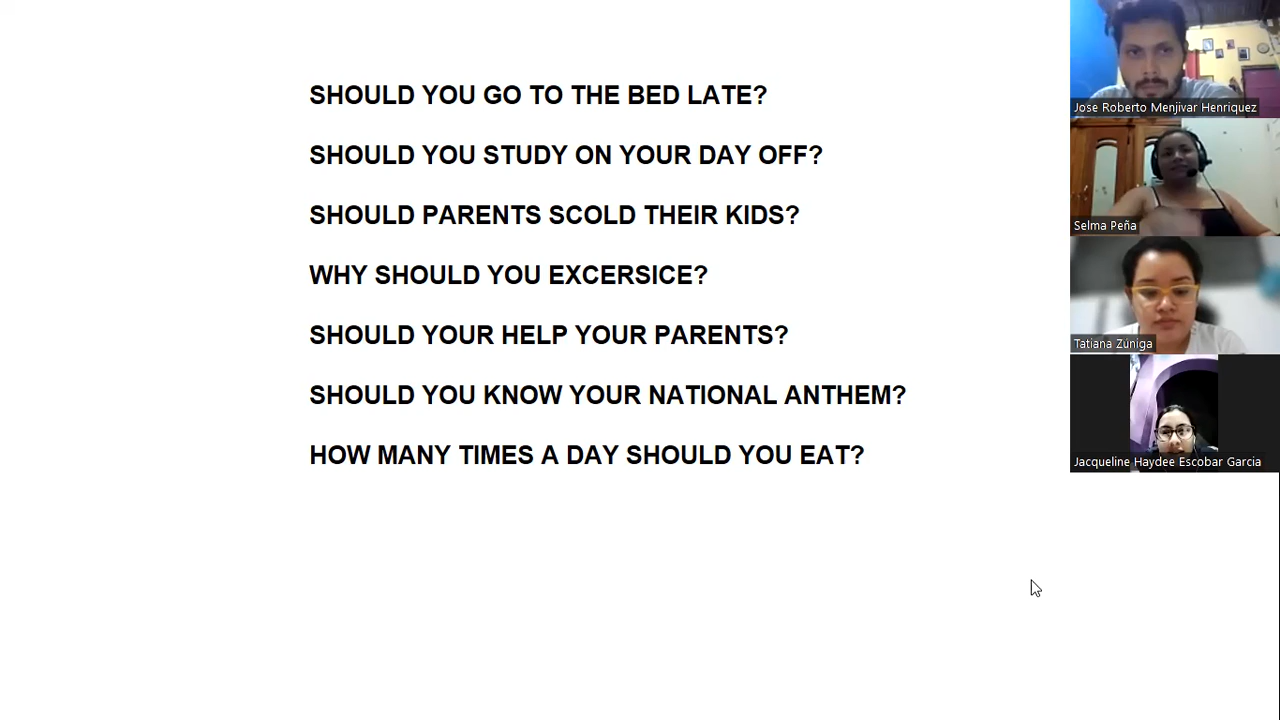 SHOULD YOU GO TO THE BED LATE?
SHOULD YOU STUDY ON YOUR DAY OFF?
SHOULD PARENTS SCOLD THEIR KIDS?
WHY SHOULD YOU EXCERSICE?
SHOULD YOUR HELP YOUR PARENTS?
SHOULD YOU KNOW YOUR NATIONAL ANTHEM?
HOW MANY TIMES A DAY SHOULD YOU EAT?
Jose Roberto Menjivar Henriquez
Selma Peña
Tatiana Zúniga
Jacqueline Haydee Escobar Garcia